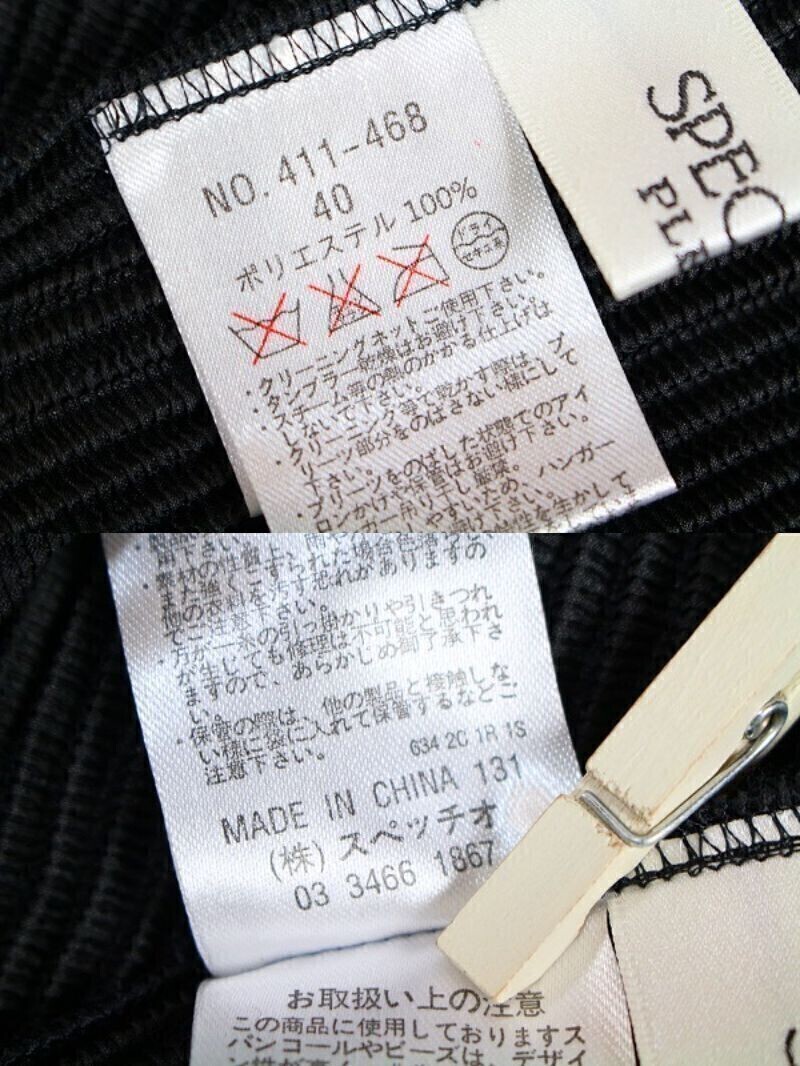 SPEC
PLE
NO. 411-468
40
ポリエステル 100%
ドライ
セキユ系
・クリーニングネットご使用下さい。
・タンブラー乾燥はお避け下さい。
・スチーム等の熱のかかる仕上げは
しないで下さい。
・クリーニング等で乾かす際は、プ
リーツ部分をのばさない様にして
下さい。
・プリーツをのばした状態でのアイ
ロンかけや保管はお避け下さい。
ハンガー
・素材の性質上、
また強くこすられた場合
他の衣料を汚す恐れがありますの
でご注意下さい。
・万が一糸の引っ掛かりや引きつれ
が生じても修理は不可能と思われ
ますので、あらかじめ御了承下さ
い。
・保管の際は、他の製品と接触しな
い様に袋に入れて保管するなどご
注意下さい。
634 2C 1R 1S
MADE IN CHINA 131
(株) スペッチオ
03 3466 1867
お取扱い上の注意
この商品に使用しておりますス
パンコールやビーズは、デザイ